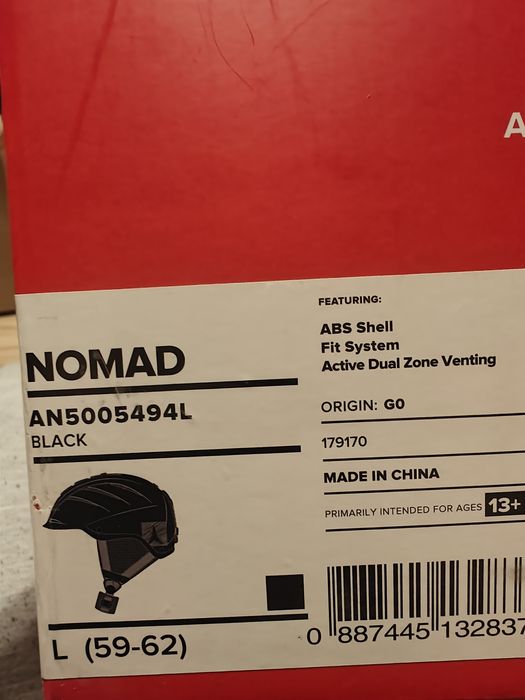 A
FEATURING:
ABS Shell
Fit System
Active Dual Zone Venting
NOMAD
AN5005494L
BLACK
ORIGIN: G0
179170
MADE IN CHINA
PRIMARILY INTENDED FOR AGES 13+
L (59-62)
0 887445 132837